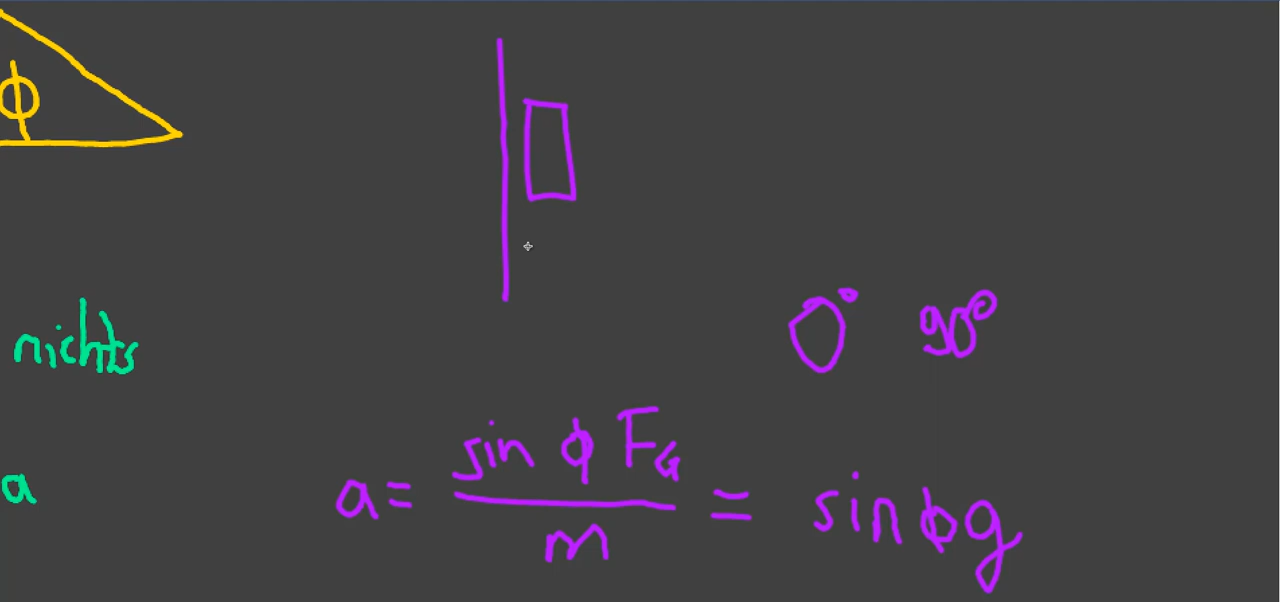 ϕ
0° 90°
nichts
a
a = sin ϕ F_G / m = sin ϕ g